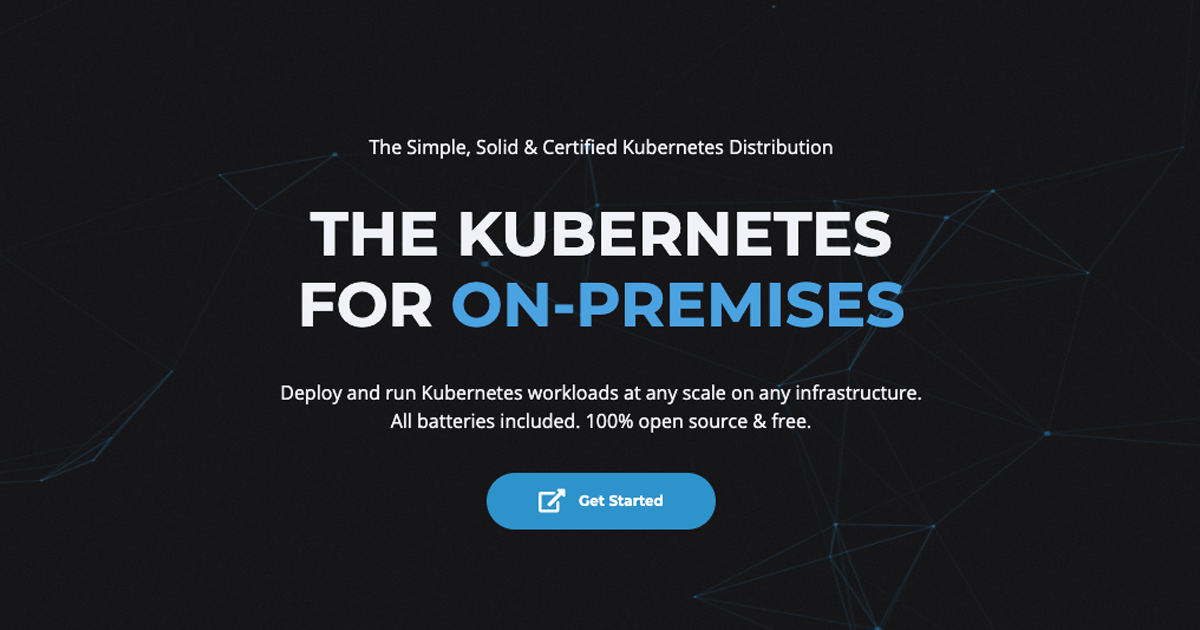 The Simple, Solid & Certified Kubernetes Distribution
THE KUBERNETES
FOR ON-PREMISES
Deploy and run Kubernetes workloads at any scale on any infrastructure.
All batteries included. 100% open source & free.
Get Started